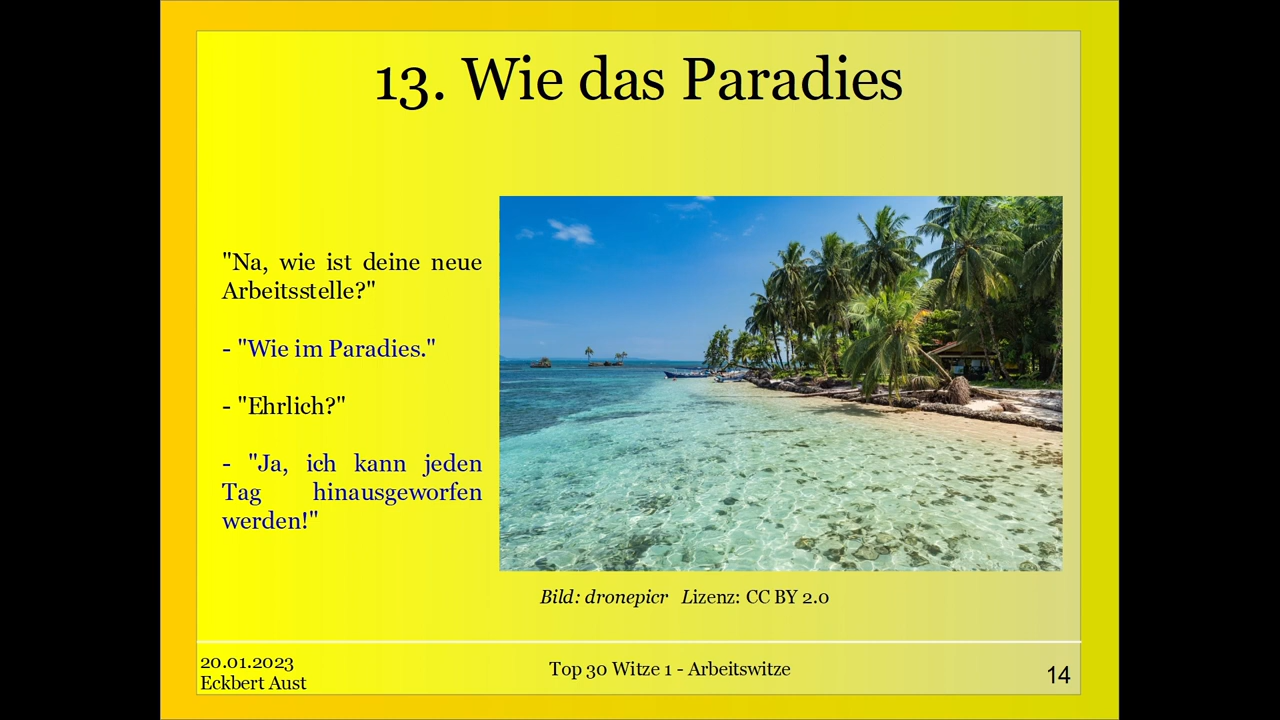 13. Wie das Paradies
"Na, wie ist deine neue
Arbeitsstelle?"
- "Wie im Paradies."
- "Ehrlich?"
- "Ja, ich kann jeden
Tag hinausgeworfen
werden!"
Bild: dronepicr Lizenz: CC BY 2.0
20.01.2023
Eckbert Aust
Top 30 Witze 1 - Arbeitswitze
14